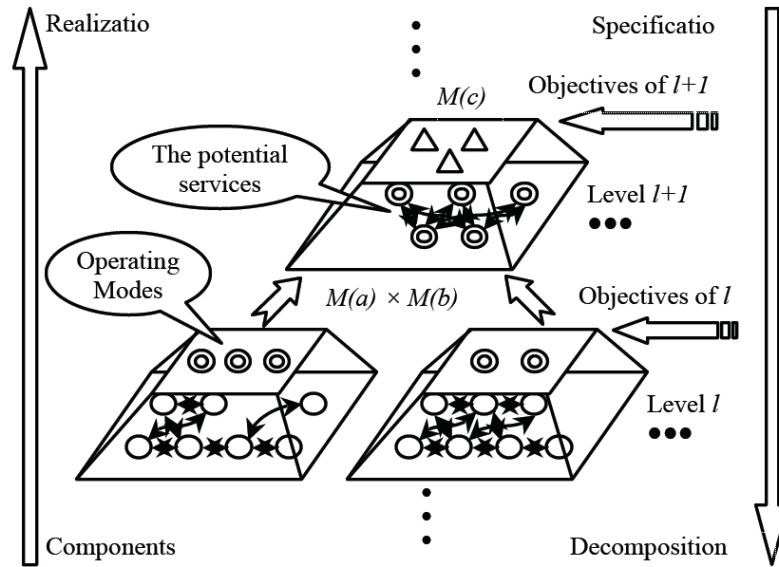 Realizatio
Specificatio
Objectives of l+1
M(c)
The potential
services
Level l+1
Operating
Modes
M(a) × M(b)
Objectives of l
Level l
Components
Decomposition